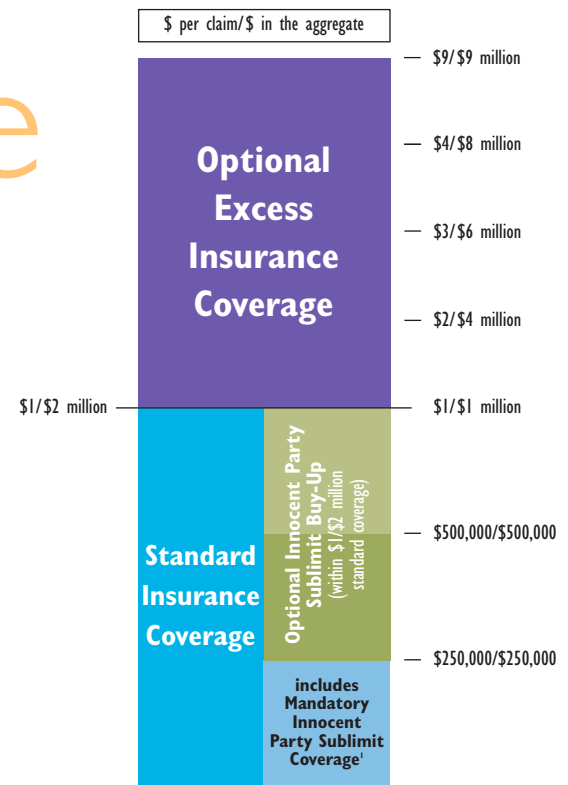 $ per claim/$ in the aggregate
e
Optional
Excess
Insurance
Coverage
$9/$9 million
$4/$8 million
$3/$6 million
$2/$4 million
$1/$2 million
$1/$1 million
Standard
Insurance
Coverage
Optional Innocent Party
Sublimit Buy-Up
(within $1/$2 million
standard coverage)
$500,000/$500,000
$250,000/$250,000
includes
Mandatory
Innocent
Party Sublimit
Coverage¹